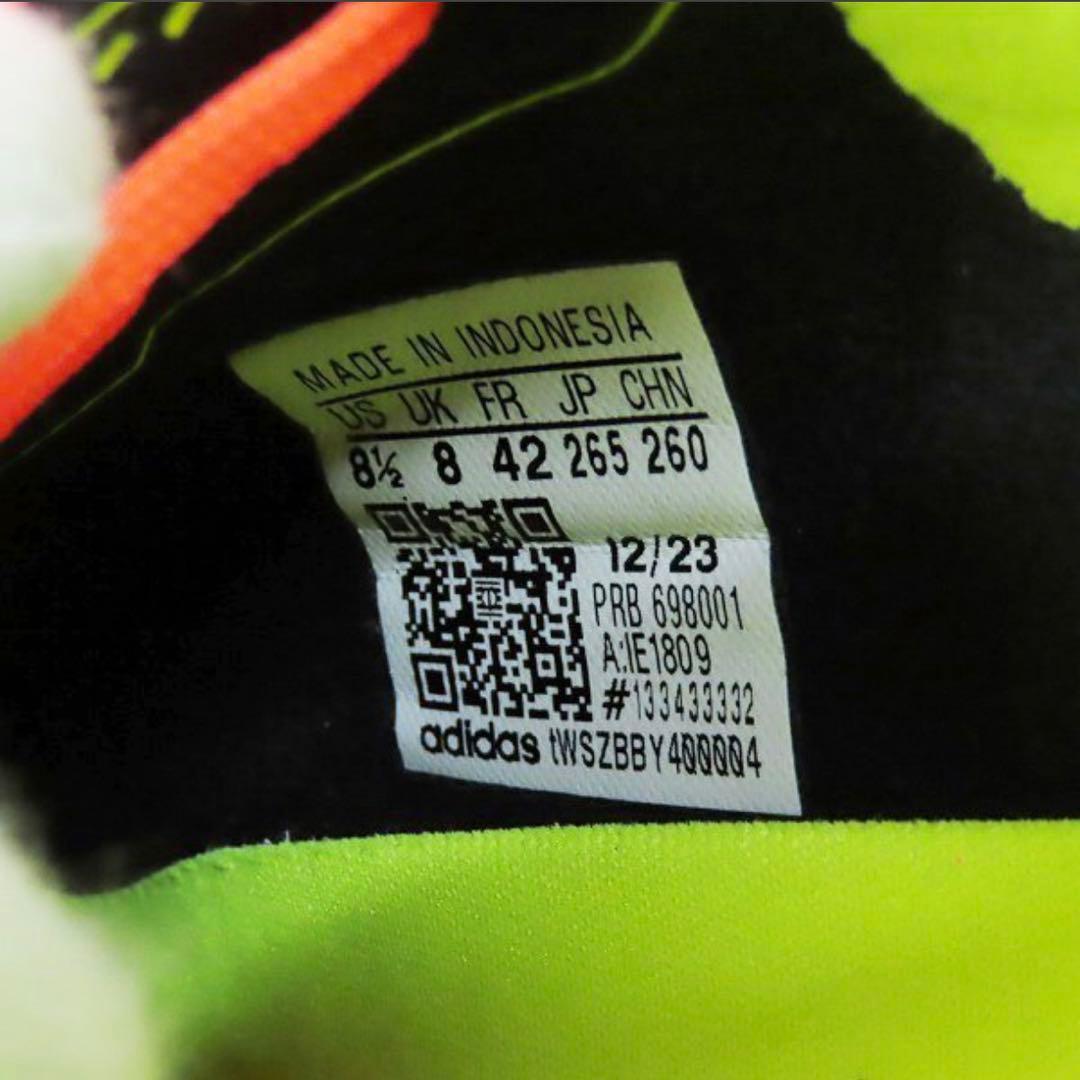 MADE IN INDONESIA
US UK FR JP CHN
8½ 8 42 265 260
12/23
PRB 698001
A:IE1809
#133433332
adidas tWSZBBY400004